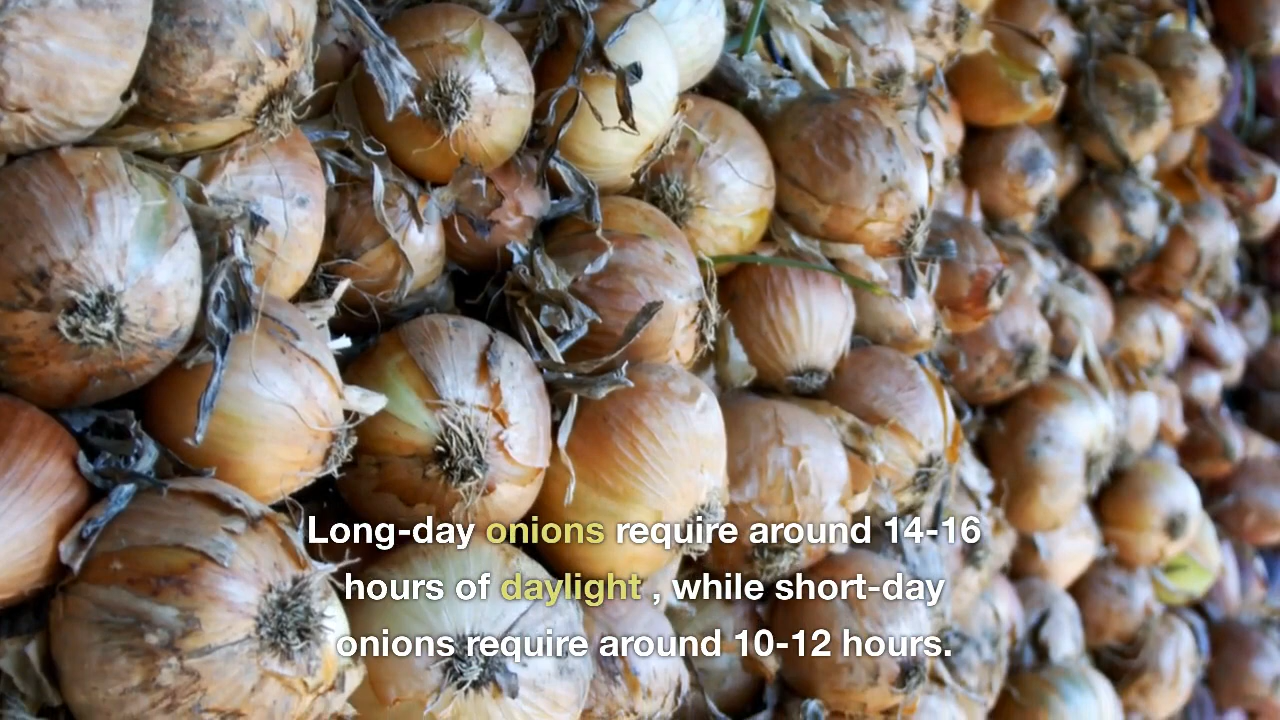 Long-day onions require around 14-16
hours of daylight , while short-day
onions require around 10-12 hours.